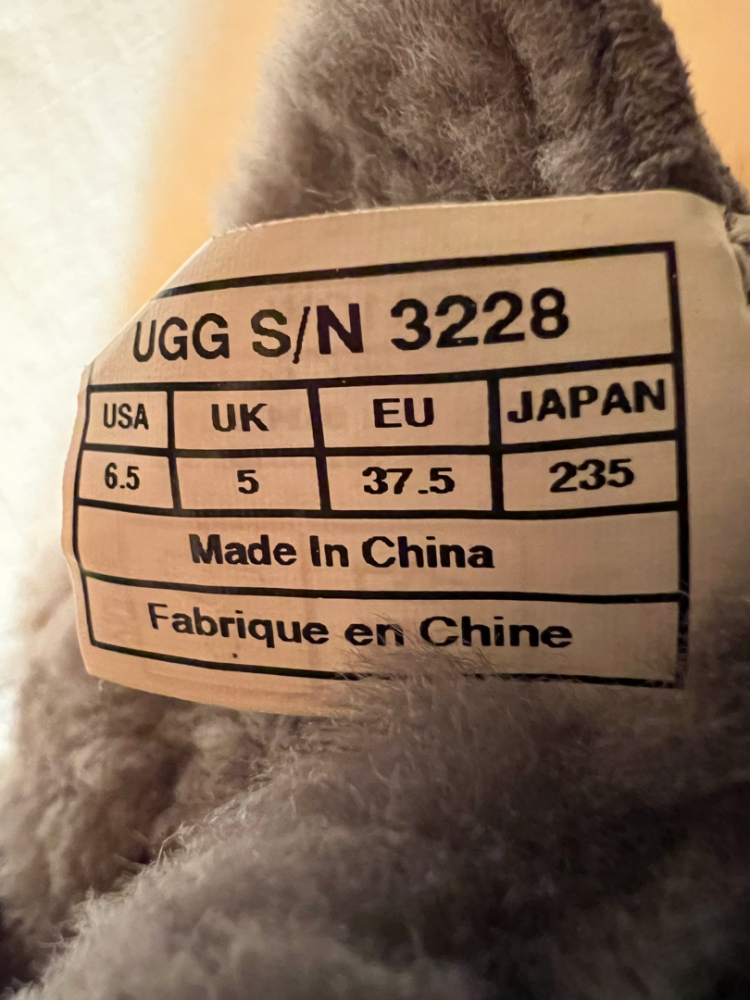 UGG S/N 3228
USA UK EU JAPAN
6.5 5 37.5 235
Made In China
Fabrique en Chine